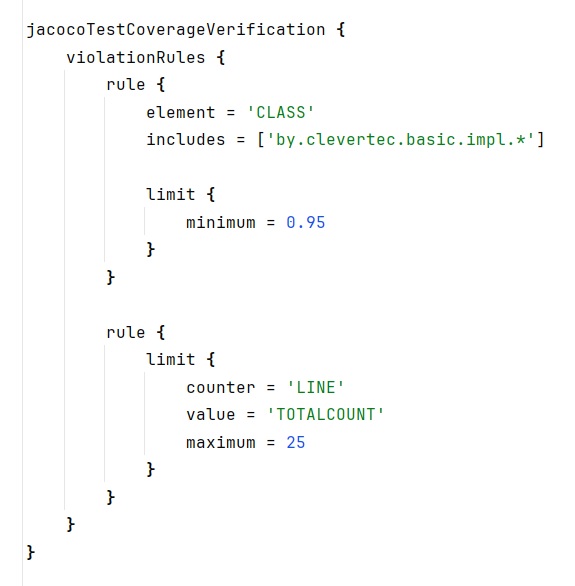 jacocoTestCoverageVerification {
    violationRules {
        rule {
            element = 'CLASS'
            includes = ['by.clevertec.basic.impl.*']

            limit {
                minimum = 0.95
            }
        }

        rule {
            limit {
                counter = 'LINE'
                value = 'TOTALCOUNT'
                maximum = 25
            }
        }
    }
}